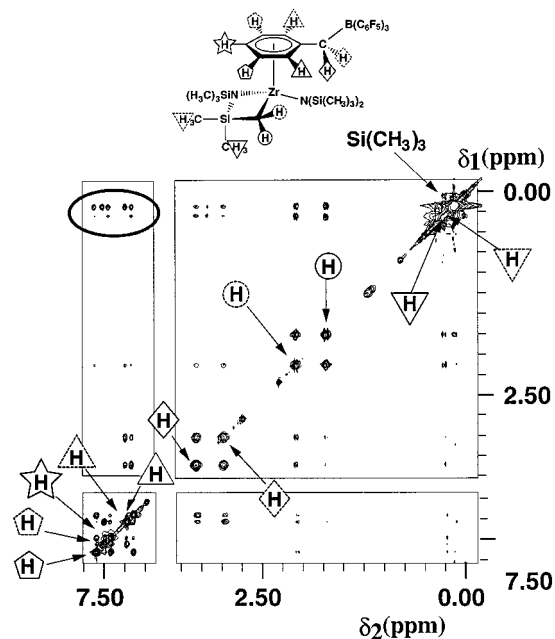 B(C6F5)3
H H
H C
H H H H
Zr
(H3C)3SiN N(Si(CH3)3)2
H3C Si C H
CH3 H
Si(CH3)3 δ1(ppm)
0.00
H
H H
H
2.50
H
H H
H H
H
H
7.50
7.50 2.50 0.00
δ2(ppm)